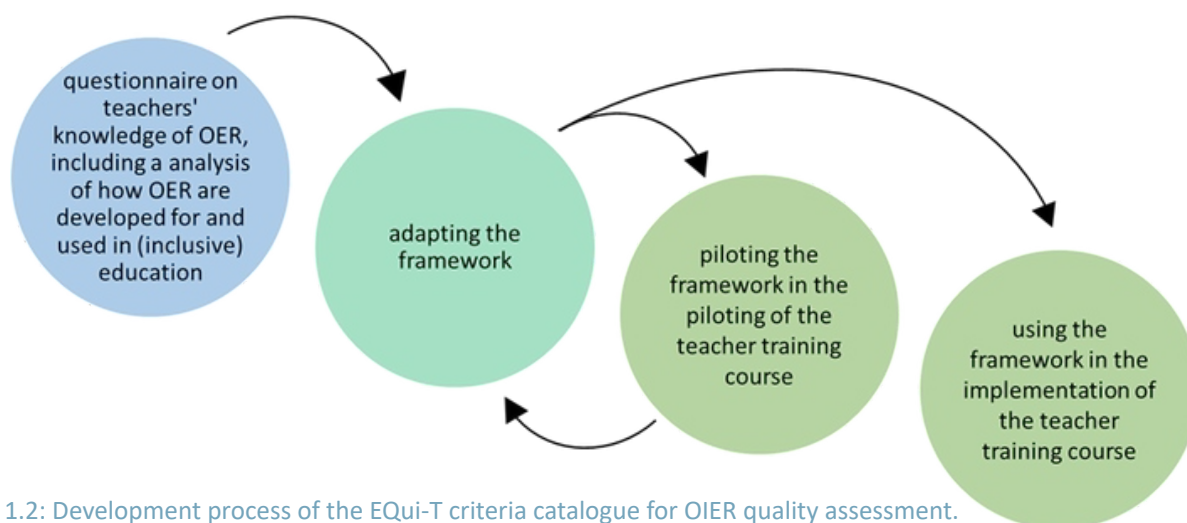 questionnaire on
teachers'
knowledge of OER,
including a analysis
of how OER are
developed for and
used in (inclusive)
education
adapting the
framework
piloting the
framework in the
piloting of the
teacher training
course
using the
framework in the
implementation of
the teacher
training course
1.2: Development process of the EQui-T criteria catalogue for OIER quality assessment.